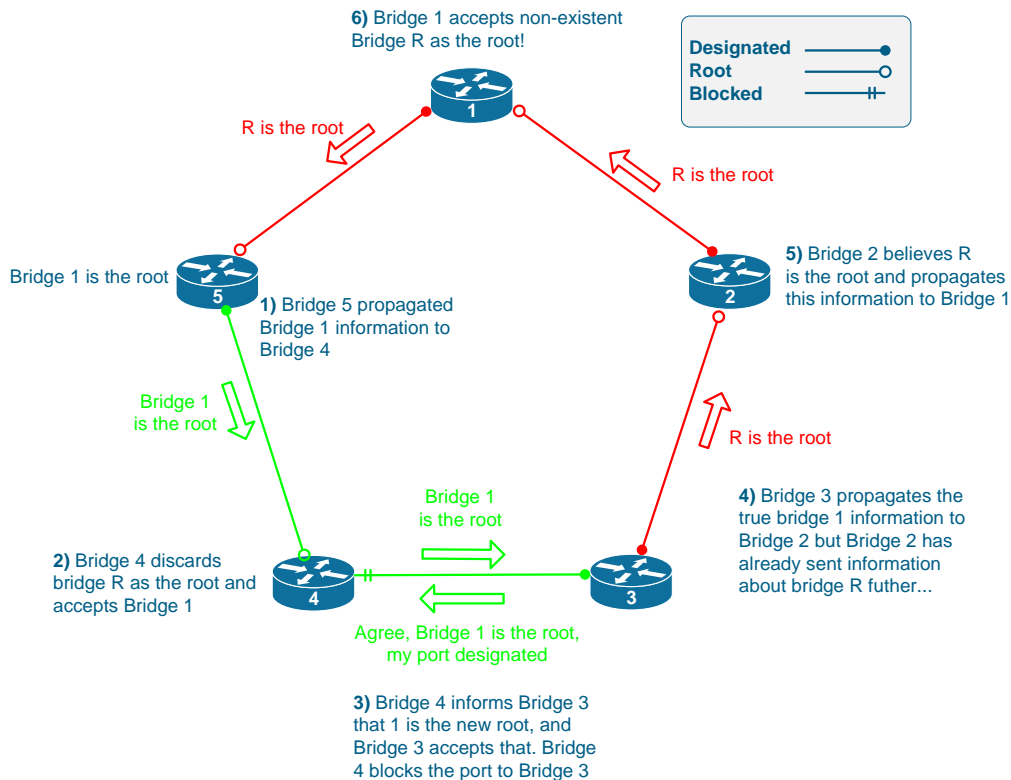 6) Bridge 1 accepts non-existent
Bridge R as the root!
Designated
Root
Blocked
1
R is the root
R is the root
Bridge 1 is the root
5
1) Bridge 5 propagated
Bridge 1 information to
Bridge 4
2
5) Bridge 2 believes R
is the root and propagates
this information to Bridge 1
Bridge 1
is the root
R is the root
Bridge 1
is the root
4) Bridge 3 propagates the
true bridge 1 information to
Bridge 2 but Bridge 2 has
already sent information
about bridge R futher...
2) Bridge 4 discards
bridge R as the root and
accepts Bridge 1
4
3
Agree, Bridge 1 is the root,
my port designated
3) Bridge 4 informs Bridge 3
that 1 is the new root, and
Bridge 3 accepts that. Bridge
4 blocks the port to Bridge 3